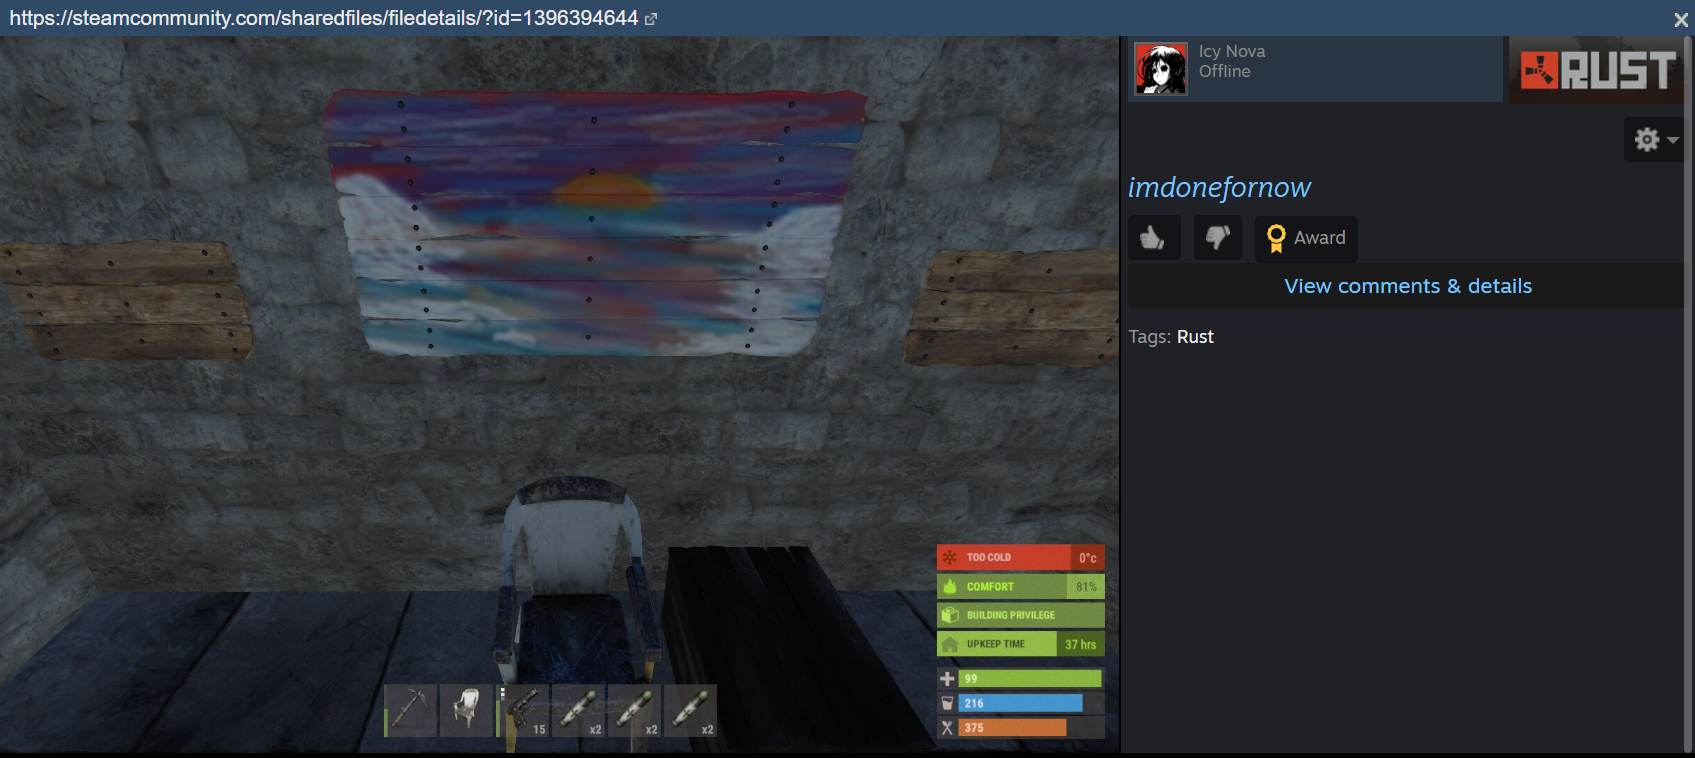 https://steamcommunity.com/sharedfiles/filedetails/?id=1396394644
Icy Nova
Offline
RUST
imdonefornow
Award
View comments & details
Tags: Rust
TOO COLD 0°c
COMFORT 81%
BUILDING PRIVILEGE
UPKEEP TIME 37 hrs
99
216
375
15 x2 x2 x2